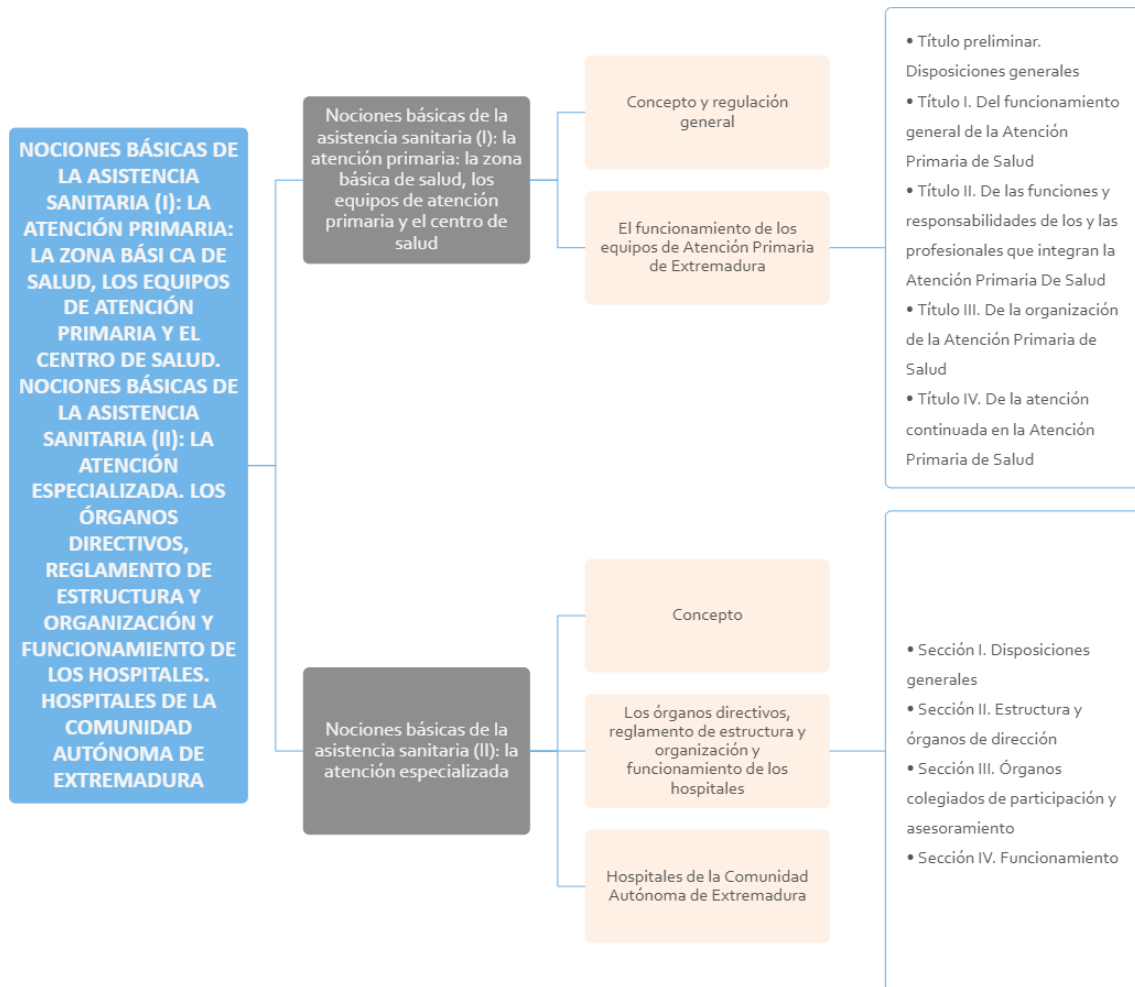 NOCIONES BÁSICAS DE
LA ASISTENCIA
SANITARIA (I): LA
ATENCIÓN PRIMARIA:
LA ZONA BÁSI CA DE
SALUD, LOS EQUIPOS
DE ATENCIÓN
PRIMARIA Y EL
CENTRO DE SALUD.
NOCIONES BÁSICAS DE
LA ASISTENCIA
SANITARIA (II): LA
ATENCIÓN
ESPECIALIZADA. LOS
ÓRGANOS
DIRECTIVOS,
REGLAMENTO DE
ESTRUCTURA Y
ORGANIZACIÓN Y
FUNCIONAMIENTO DE
LOS HOSPITALES.
HOSPITALES DE LA
COMUNIDAD
AUTÓNOMA DE
EXTREMADURA
Nociones básicas de la
asistencia sanitaria (I): la
atención primaria: la zona
básica de salud, los
equipos de atención
primaria y el centro de
salud
Concepto y regulación
general
El funcionamiento de los
equipos de Atención Primaria
de Extremadura
• Título preliminar.
Disposiciones generales
• Título I. Del funcionamiento
general de la Atención
Primaria de Salud
• Título II. De las funciones y
responsabilidades de los y las
profesionales que integran la
Atención Primaria De Salud
• Título III. De la organización
de la Atención Primaria de
Salud
• Título IV. De la atención
continuada en la Atención
Primaria de Salud
Nociones básicas de la
asistencia sanitaria (II): la
atención especializada
Concepto
Los órganos directivos,
reglamento de estructura y
organización y
funcionamiento de los
hospitales
Hospitales de la Comunidad
Autónoma de Extremadura
• Sección I. Disposiciones
generales
• Sección II. Estructura y
órganos de dirección
• Sección III. Órganos
colegiados de participación y
asesoramiento
• Sección IV. Funcionamiento